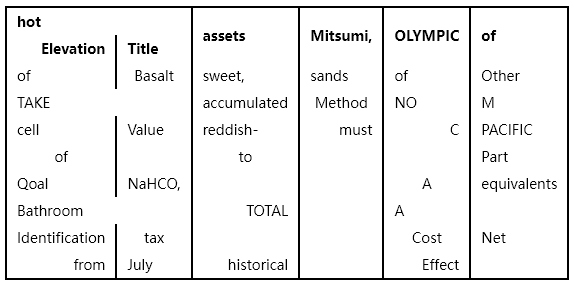 hot
Elevation Title assets Mitsumi, OLYMPIC of
of Basalt sweet, sands of Other
TAKE accumulated Method NO M
cell Value reddish- must C PACIFIC
of to Part
Qoal NaHCO, A equivalents
Bathroom TOTAL A
Identification tax Cost Net
from July historical Effect